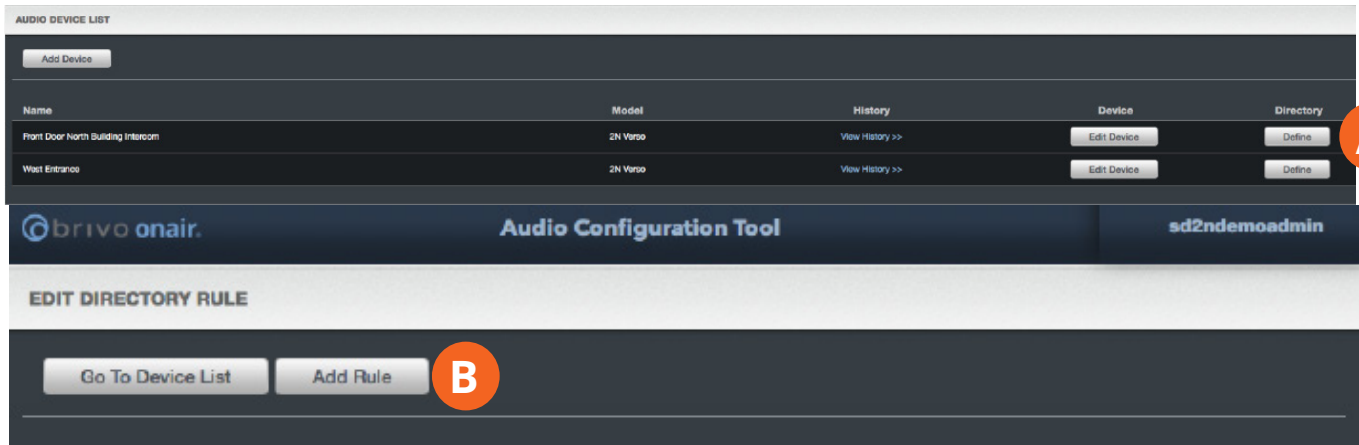 AUDIO DEVICE LIST
Add Device
Name Model History Device Directory
Front Door North Building Intercom 2N Verso View History >> Edit Device Define A
West Entrance 2N Verso View History >> Edit Device Define
brivo onair. Audio Configuration Tool sd2ndemoadmin
EDIT DIRECTORY RULE
Go To Device List Add Rule B